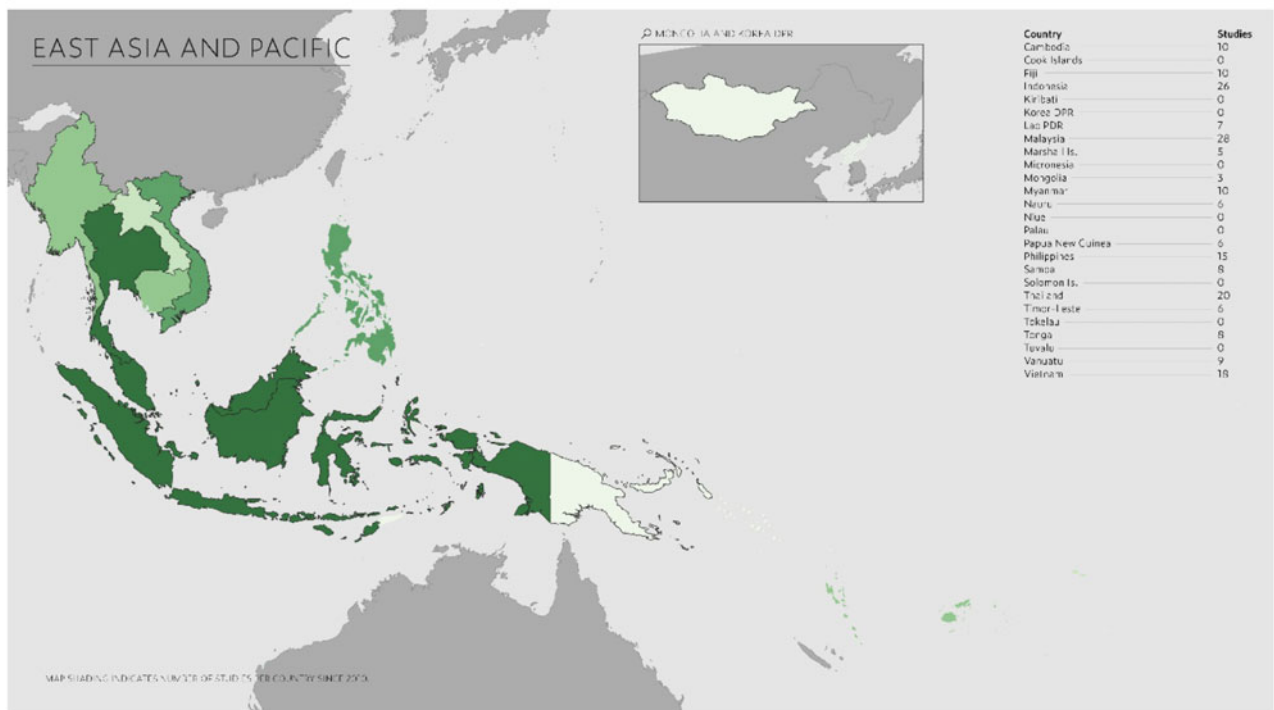 EAST ASIA AND PACIFIC
MONGOLIA AND KOREA DPR
Country Studies
Cambodia 10
Cook Islands 0
Fiji 10
Indonesia 26
Kiribati 0
Korea DPR 0
Lao PDR 7
Malaysia 28
Marshall Is. 5
Micronesia 0
Mongolia 3
Myanmar 10
Nauru 6
Niue 0
Palau 0
Papua New Guinea 6
Philippines 15
Samoa 8
Solomon Is. 0
Thailand 20
Timor-Leste 6
Tokelau 0
Tonga 8
Tuvalu 0
Vanuatu 9
Vietnam 18
MAP SHADING INDICATES NUMBER OF STUDIES PER COUNTRY SINCE 2000.